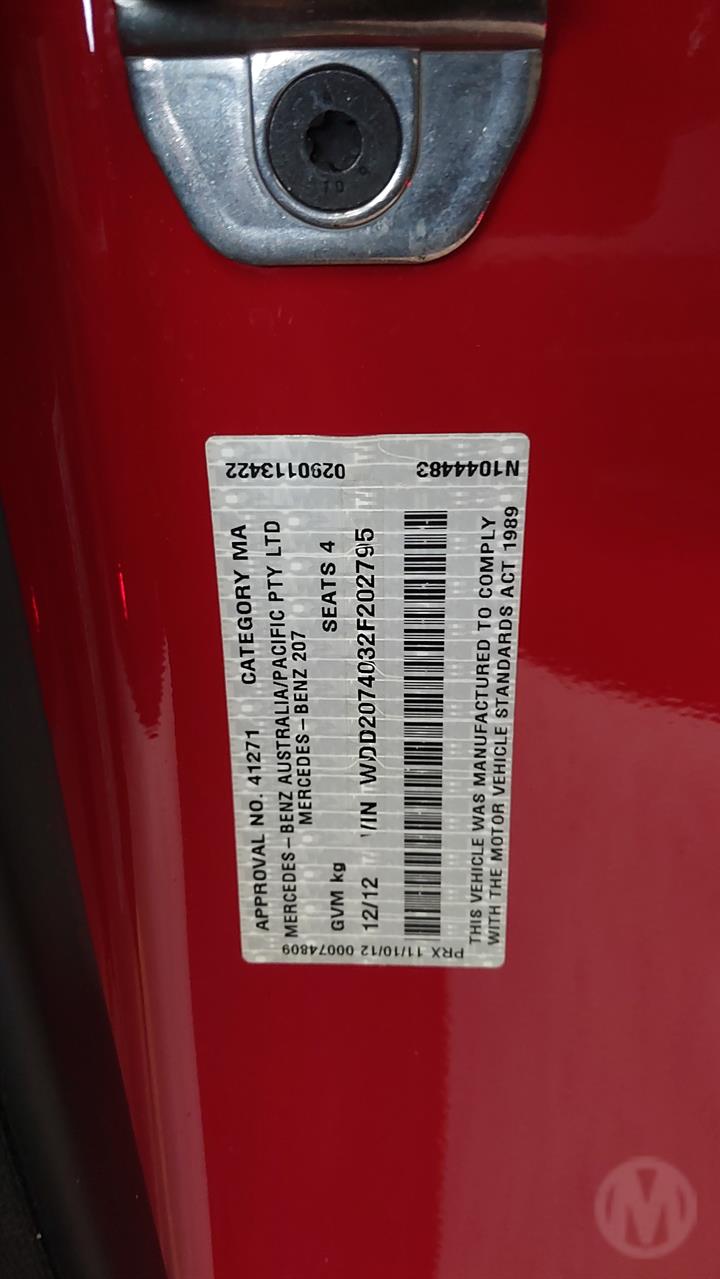 10
0290113422 N1044483
APPROVAL NO. 41271 CATEGORY MA
MERCEDES-BENZ AUSTRALIA/PACIFIC PTY LTD
MERCEDES-BENZ 207
GVM kg SEATS 4
12/12 VIN WDD2074032F202795
THIS VEHICLE WAS MANUFACTURED TO COMPLY
WITH THE MOTOR VEHICLE STANDARDS ACT 1989
PRX 11/10/12 00074809
M